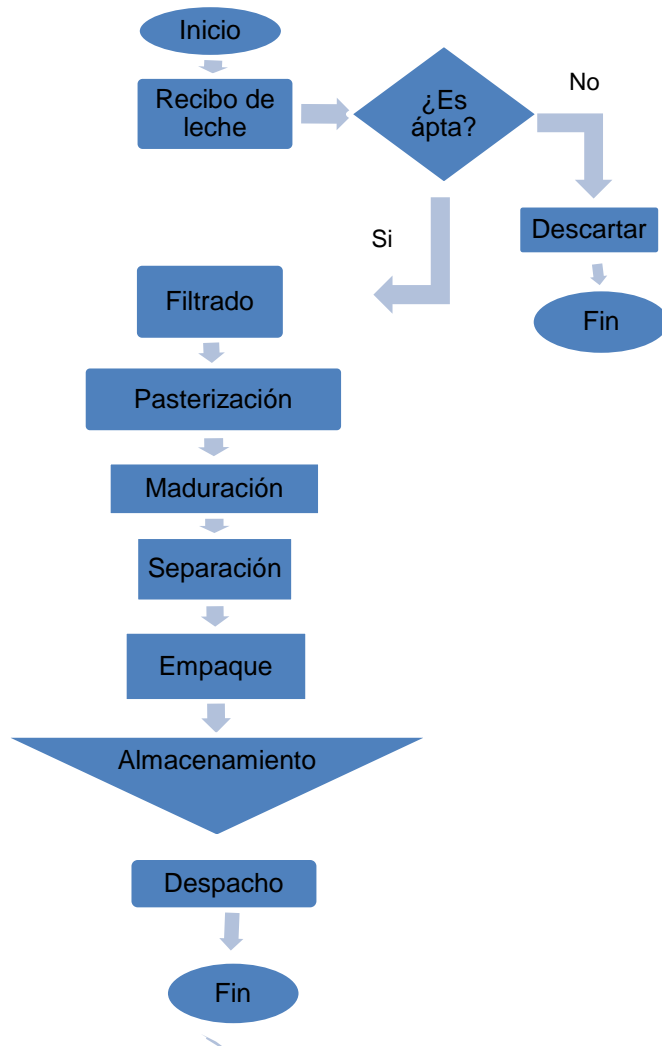 Inicio
Recibo de
leche
¿Es
ápta?
No
Descartar
Fin
Si
Filtrado
Pasterización
Maduración
Separación
Empaque
Almacenamiento
Despacho
Fin